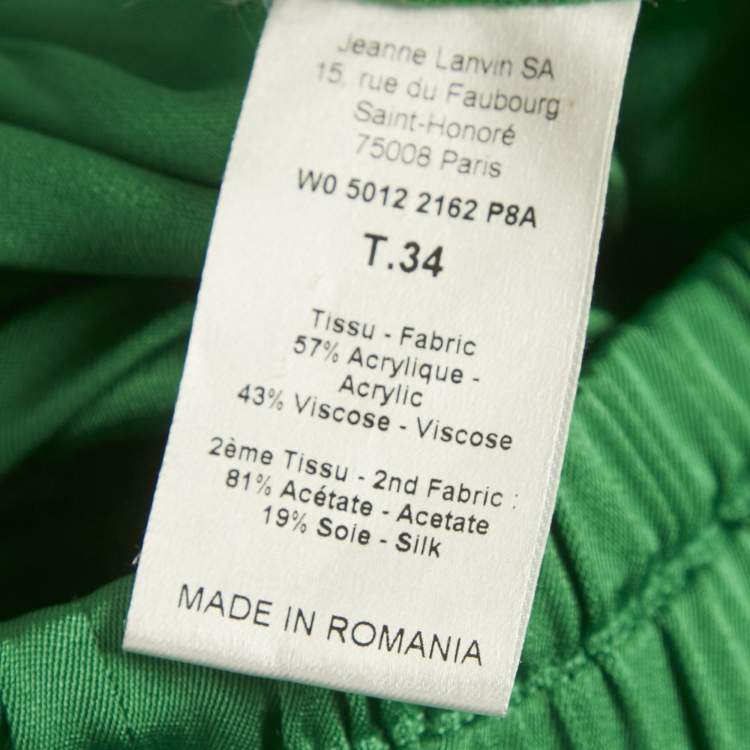 Jeanne Lanvin SA
15, rue du Faubourg
Saint-Honoré
75008 Paris
W0 5012 2162 P8A
T.34
Tissu - Fabric
57% Acrylique -
Acrylic
43% Viscose - Viscose
2ème Tissu - 2nd Fabric :
81% Acétate - Acetate
19% Soie - Silk
MADE IN ROMANIA